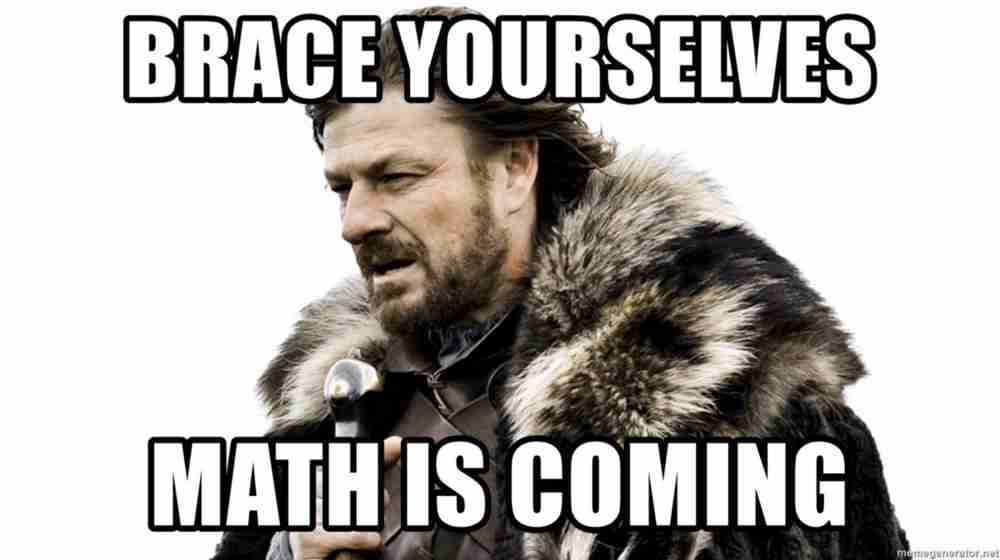 BRACE YOURSELVES
MATH IS COMING
memegenerator.net